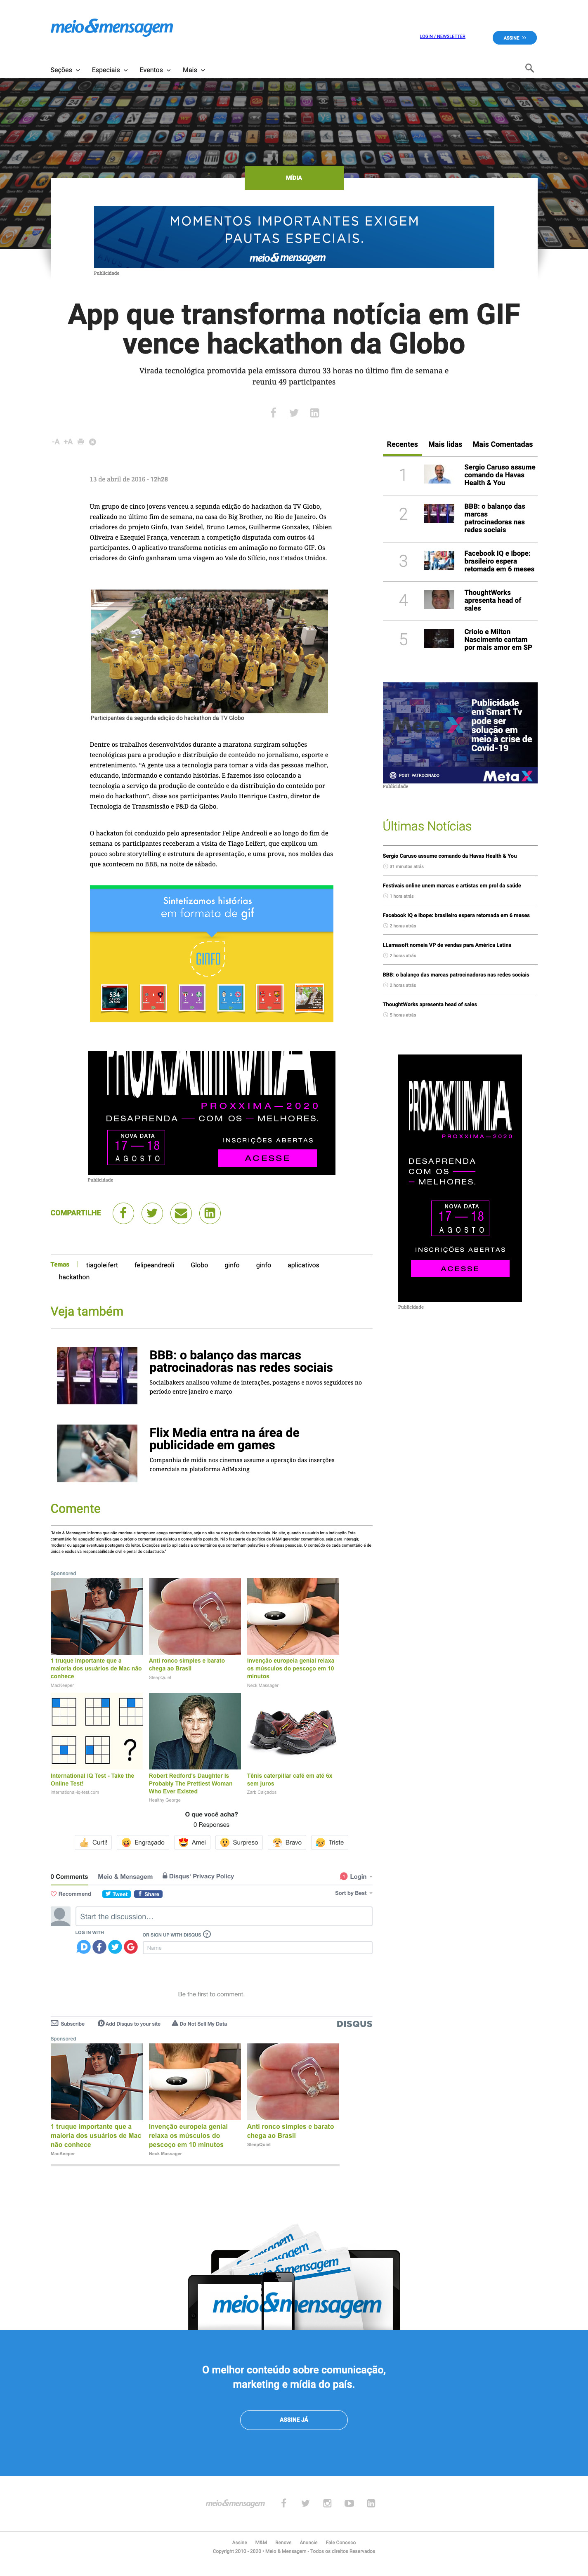 meio&mensagem
LOGIN / NEWSLETTER
ASSINE
Seções
Especiais
Eventos
Mais
MÍDIA
MOMENTOS IMPORTANTES EXIGEM
PAUTAS ESPECIAIS.
meio&mensagem
Publicidade
App que transforma notícia em GIF
vence hackathon da Globo
Virada tecnológica promovida pela emissora durou 33 horas no último fim de semana e
reuniu 49 participantes
-A +A
13 de abril de 2016 - 12h28
Um grupo de cinco jovens venceu a segunda edição do hackathon da TV Globo,
realizado no último fim de semana, na casa do Big Brother, no Rio de Janeiro. Os
criadores do projeto Ginfo, Ivan Seidel, Bruno Lemos, Guilherme Gonzalez, Fábien
Oliveira e Ezequiel França, venceram a competição disputada com outros 44
participantes. O aplicativo transforma notícias em animação no formato GIF. Os
criadores do Ginfo ganharam uma viagem ao Vale do Silício, nos Estados Unidos.
Participantes da segunda edição do hackathon da TV Globo
Dentre os trabalhos desenvolvidos durante a maratona surgiram soluções
tecnológicas para a produção e distribuição de conteúdo no jornalismo, esporte e
entretenimento. “A gente usa a tecnologia para tornar a vida das pessoas melhor,
educando, informando e contando histórias. E fazemos isso colocando a
tecnologia a serviço da produção de conteúdo e da distribuição do conteúdo por
meio do hackathon”, disse aos participantes Paulo Henrique Castro, diretor de
Tecnologia de Transmissão e P&D da Globo.
O hackaton foi conduzido pelo apresentador Felipe Andreoli e ao longo do fim de
semana os participantes receberam a visita de Tiago Leifert, que explicou um
pouco sobre storytelling e estrutura de apresentação, e uma prova, nos moldes das
que acontecem no BBB, na noite de sábado.
Sintetizamos histórias
em formato de gif
GINFO
534
PROXXIMA
PROXXIMA—2020
DESAPRENDA — COM OS — MELHORES.
NOVA DATA
17 — 18
AGOSTO
INSCRIÇÕES ABERTAS
ACESSE
Publicidade
COMPARTILHE
Temas
tiagoleifert
felipeandreoli
Globo
ginfo
ginfo
aplicativos
hackathon
Veja também
BBB: o balanço das marcas
patrocinadoras nas redes sociais
Socialbakers analisou volume de interações, postagens e novos seguidores no
período entre janeiro e março
Flix Media entra na área de
publicidade em games
Companhia de mídia nos cinemas assume a operação das inserções
comerciais na plataforma AdMazing
Comente
"Meio & Mensagem informa que não modera e tampouco apaga comentários, seja no site ou nos perfis de redes sociais. No site, quando o usuário ler a indicação Este
comentário foi apagado' significa que o próprio comentarista deletou o comentário postado. Não faz parte da política de M&M gerenciar comentários, seja para interagir,
moderar ou apagar eventuais postagens do leitor. Exceções serão aplicadas a comentários que contenham palavrões e ofensas pessoais. O conteúdo de cada comentário é de
única e exclusiva responsabilidade civil e penal do cadastrado."
Sponsored
1 truque importante que a
maioria dos usuários de Mac não
conhece
MacKeeper
Anti ronco simples e barato
chega ao Brasil
SleepQuiet
Invenção europeia genial relaxa
os músculos do pescoço em 10
minutos
Neck Massager
?
International IQ Test - Take the
Online Test!
international-iq-test.com
Robert Redford's Daughter Is
Probably The Prettiest Woman
Who Ever Existed
Healthy George
Tênis caterpillar café em até 6x
sem juros
Zarb Calçados
O que você acha?
0 Responses
Curti!
Engraçado
Amei
Surpreso
Bravo
Triste
0 Comments
Meio & Mensagem
Disqus' Privacy Policy
Login
Recommend
Tweet
Share
Sort by Best
Start the discussion…
LOG IN WITH
OR SIGN UP WITH DISQUS ?
Name
Be the first to comment.
Subscribe
Add Disqus to your site
Do Not Sell My Data
DISQUS
Sponsored
1 truque importante que a
maioria dos usuários de Mac
não conhece
MacKeeper
Invenção europeia genial
relaxa os músculos do
pescoço em 10 minutos
Neck Massager
Anti ronco simples e barato
chega ao Brasil
SleepQuiet
Recentes
Mais lidas
Mais Comentadas
1
Sergio Caruso assume
comando da Havas
Health & You
2
BBB: o balanço das
marcas
patrocinadoras nas
redes sociais
3
Facebook IQ e Ibope:
brasileiro espera
retomada em 6 meses
4
ThoughtWorks
apresenta head of
sales
5
Criolo e Milton
Nascimento cantam
por mais amor em SP
Publicidade
em Smart Tv
pode ser
solução em
meio à crise de
Covid-19
POST PATROCINADO
MetaX
Publicidade
Últimas Notícias
Sergio Caruso assume comando da Havas Health & You
31 minutos atrás
Festivais online unem marcas e artistas em prol da saúde
1 hora atrás
Facebook IQ e Ibope: brasileiro espera retomada em 6 meses
2 horas atrás
LLamasoft nomeia VP de vendas para América Latina
3 horas atrás
BBB: o balanço das marcas patrocinadoras nas redes sociais
5 horas atrás
ThoughtWorks apresenta head of sales
5 horas atrás
PROXXIMA
PROXXIMA—2020
DESAPRENDA
COM OS —
MELHORES.
NOVA DATA
17 — 18
AGOSTO
INSCRIÇÕES ABERTAS
ACESSE
Publicidade
meio&mensagem
O melhor conteúdo sobre comunicação,
marketing e mídia do país.
ASSINE JÁ
meio&mensagem
Assine
M&M
Renove
Anuncie
Fale Conosco
Copyright 2010 - 2020 • Meio & Mensagem - Todos os direitos Reservados